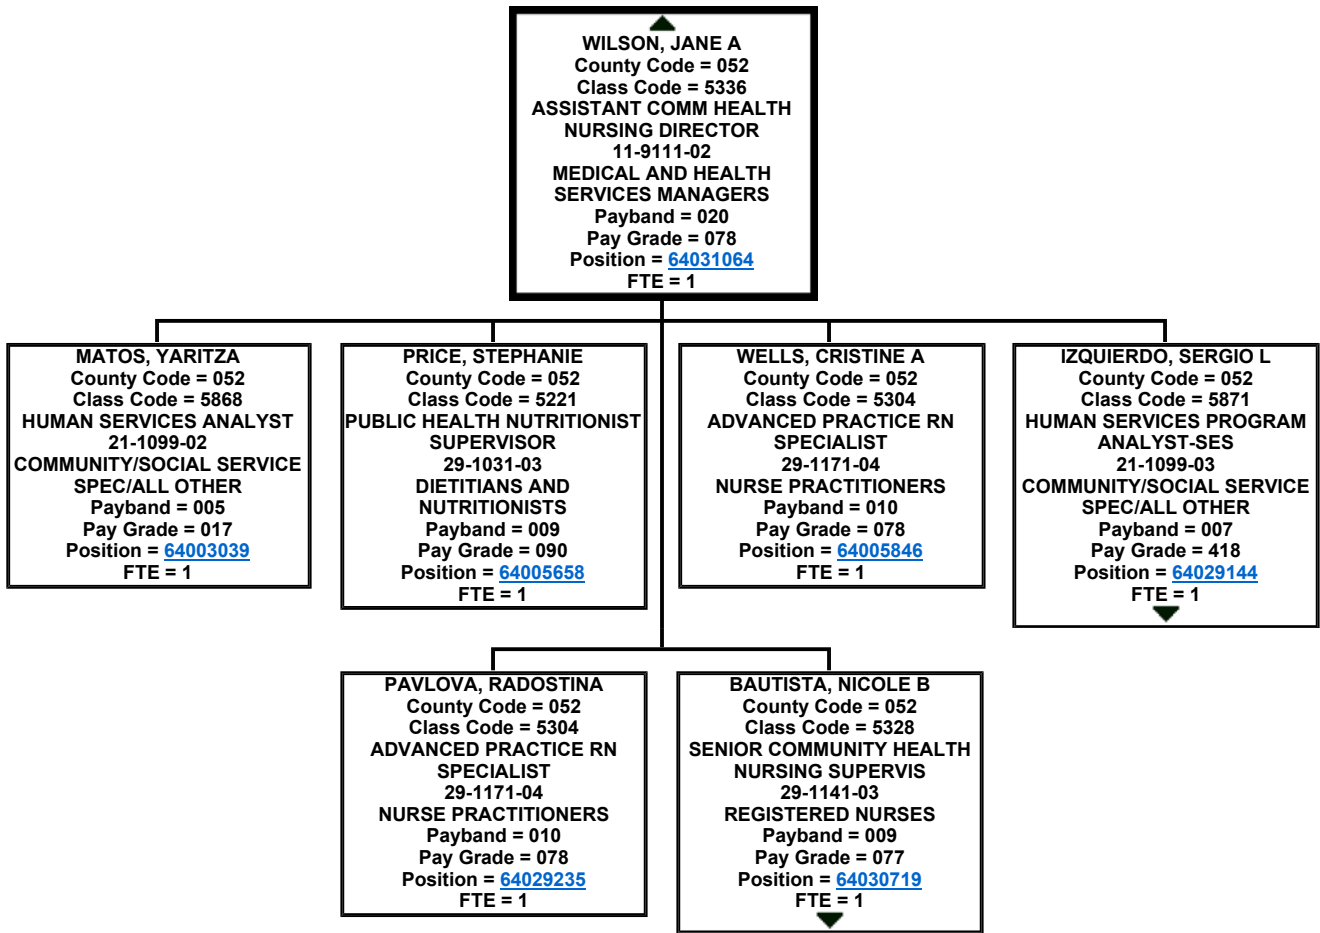 WILSON, JANE A
County Code = 052
Class Code = 5336
ASSISTANT COMM HEALTH
NURSING DIRECTOR
11-9111-02
MEDICAL AND HEALTH
SERVICES MANAGERS
Payband = 020
Pay Grade = 078
Position = 64031064
FTE = 1
MATOS, YARITZA
County Code = 052
Class Code = 5868
HUMAN SERVICES ANALYST
21-1099-02
COMMUNITY/SOCIAL SERVICE
SPEC/ALL OTHER
Payband = 005
Pay Grade = 017
Position = 64003039
FTE = 1
PRICE, STEPHANIE
County Code = 052
Class Code = 5221
PUBLIC HEALTH NUTRITIONIST
SUPERVISOR
29-1031-03
DIETITIANS AND
NUTRITIONISTS
Payband = 009
Pay Grade = 090
Position = 64005658
FTE = 1
WELLS, CRISTINE A
County Code = 052
Class Code = 5304
ADVANCED PRACTICE RN
SPECIALIST
29-1171-04
NURSE PRACTITIONERS
Payband = 010
Pay Grade = 078
Position = 64005846
FTE = 1
IZQUIERDO, SERGIO L
County Code = 052
Class Code = 5871
HUMAN SERVICES PROGRAM
ANALYST-SES
21-1099-03
COMMUNITY/SOCIAL SERVICE
SPEC/ALL OTHER
Payband = 007
Pay Grade = 418
Position = 64029144
FTE = 1
PAVLOVA, RADOSTINA
County Code = 052
Class Code = 5304
ADVANCED PRACTICE RN
SPECIALIST
29-1171-04
NURSE PRACTITIONERS
Payband = 010
Pay Grade = 078
Position = 64029235
FTE = 1
BAUTISTA, NICOLE B
County Code = 052
Class Code = 5328
SENIOR COMMUNITY HEALTH
NURSING SUPERVIS
29-1141-03
REGISTERED NURSES
Payband = 009
Pay Grade = 077
Position = 64030719
FTE = 1